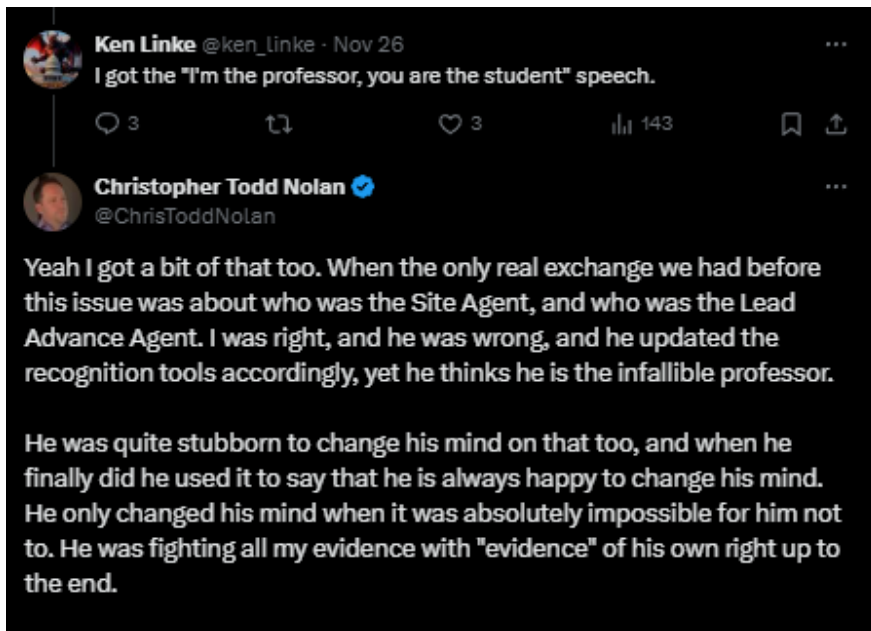 Ken Linke @ken_linke · Nov 26
I got the "I'm the professor, you are the student" speech.
3 3 143
Christopher Todd Nolan
@ChrisToddNolan
Yeah I got a bit of that too. When the only real exchange we had before
this issue was about who was the Site Agent, and who was the Lead
Advance Agent. I was right, and he was wrong, and he updated the
recognition tools accordingly, yet he thinks he is the infallible professor.
He was quite stubborn to change his mind on that too, and when he
finally did he used it to say that he is always happy to change his mind.
He only changed his mind when it was absolutely impossible for him not
to. He was fighting all my evidence with "evidence" of his own right up to
the end.